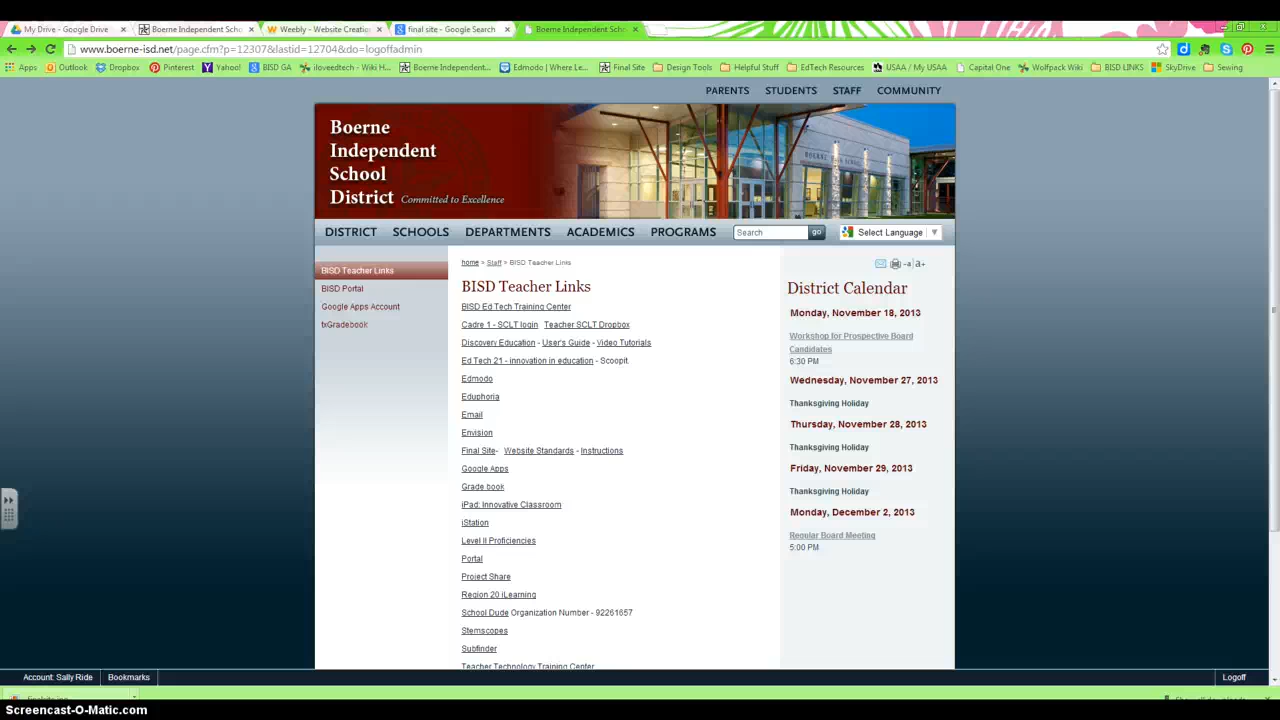 My Drive - Google Drive
Boerne Independent Scho
Weebly - Website Creatio
final site - Google Search
Boerne Independent Scho
www.boerne-isd.net/page.cfm?p=12307&lastid=12704&do=logoffadmin
Apps Outlook Dropbox Pinterest Yahoo! BISD GA iloveedtech - Wiki H... Boerne Independent... Edmodo | Where Le... Final Site Design Tools Helpful Stuff EdTech Resources USAA / My USAA Capital One Wolfpack Wiki BISD LINKS SkyDrive Sewing
PARENTS STUDENTS STAFF COMMUNITY
Boerne
Independent
School
District Committed to Excellence
BOERNE HIGH SCHOOL
DISTRICT SCHOOLS DEPARTMENTS ACADEMICS PROGRAMS Search go Select Language ▼
BISD Teacher Links
BISD Portal
Google Apps Account
txGradebook
home > Staff > BISD Teacher Links
BISD Teacher Links
BISD Ed Tech Training Center
Cadre 1 - SCLT login Teacher SCLT Dropbox
Discovery Education - User's Guide - Video Tutorials
Ed Tech 21 - innovation in education - Scoopit.
Edmodo
Eduphoria
Email
Envision
Final Site- Website Standards - Instructions
Google Apps
Grade book
iPad: Innovative Classroom
iStation
Level II Proficiencies
Portal
Project Share
Region 20 iLearning
School Dude Organization Number - 92261657
Stemscopes
Subfinder
Teacher Technology Training Center
-a a+
District Calendar
Monday, November 18, 2013
Workshop for Prospective Board
Candidates
6:30 PM
Wednesday, November 27, 2013
Thanksgiving Holiday
Thursday, November 28, 2013
Thanksgiving Holiday
Friday, November 29, 2013
Thanksgiving Holiday
Monday, December 2, 2013
Regular Board Meeting
5:00 PM
Account: Sally Ride Bookmarks Logoff
Screencast-O-Matic.com